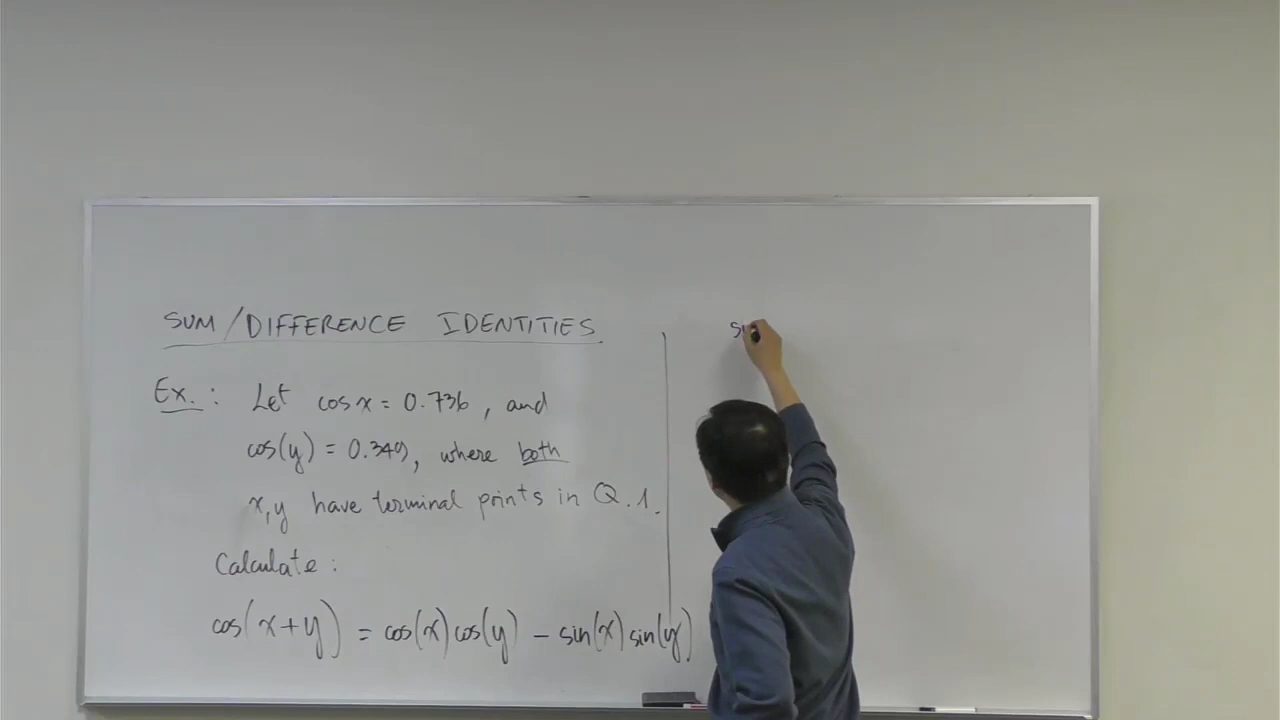 SUM/DIFFERENCE IDENTITIES.
Ex.: Let cos x = 0.736, and
cos(y) = 0.349, where both
x, y have terminal points in Q.1.
Calculate:
cos(x+y) = cos(x)cos(y) - sin(x)sin(y)